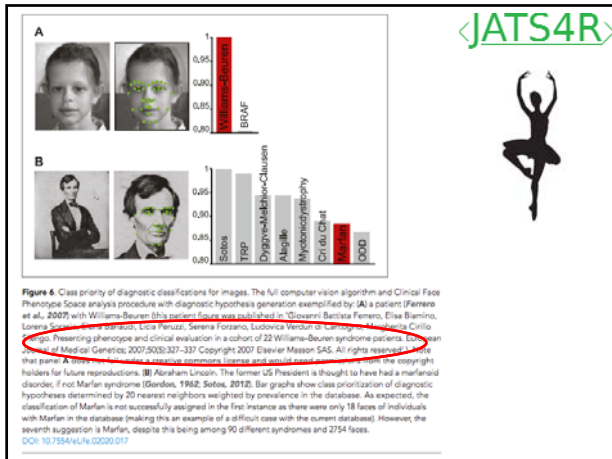 <JATS4R>
A
1
0.95
0.90
0.85
0.80
Williams-Beuren
BRAF
B
1
0.95
0.90
0.85
0.80
Sotos
TRP
Dyggve-Melchior-Clausen
Alagille
Myotonicdystrophy
Cri du Chat
Marfan
ODD
Figure 6. Class priority of diagnostic classifications for images. The full computer vision algorithm and Clinical Face
Phenotype Space analysis procedure with diagnostic hypothesis generation exemplified by: (A) a patient (Ferrero
et al., 2007) with Williams-Beuren (this patient figure was published in 'Giovanni Battista Ferrero, Elisa Biamino,
Lorena Elena Banaudi, Licia Peruzzi, Serena Forzano, Ludovica Verdun di Cirillo
Presenting phenotype and clinical evaluation in a cohort of 22 Williams-Beuren syndrome patients. European
Journal of Medical Genetics; 2007;50(5):327–337 Copyright 2007 Elsevier Masson SAS. All rights reserved'). Note
that panel A does not fall under a creative commons license and would need permission from the copyright
holders for future reproductions. (B) Abraham Lincoln. The former US President is thought to have had a marfanoid
disorder, if not Marfan syndrome (Gordon, 1962; Sotos, 2012). Bar graphs show class prioritization of diagnostic
hypotheses determined by 20 nearest neighbors weighted by prevalence in the database. As expected, the
classification of Marfan is not successfully assigned in the first instance as there were only 18 faces of individuals
with Marfan in the database (making this an example of a difficult case with the current database). However, the
seventh suggestion is Marfan, despite this being among 90 different syndromes and 2754 faces.
DOI: 10.7554/eLife.02020.017